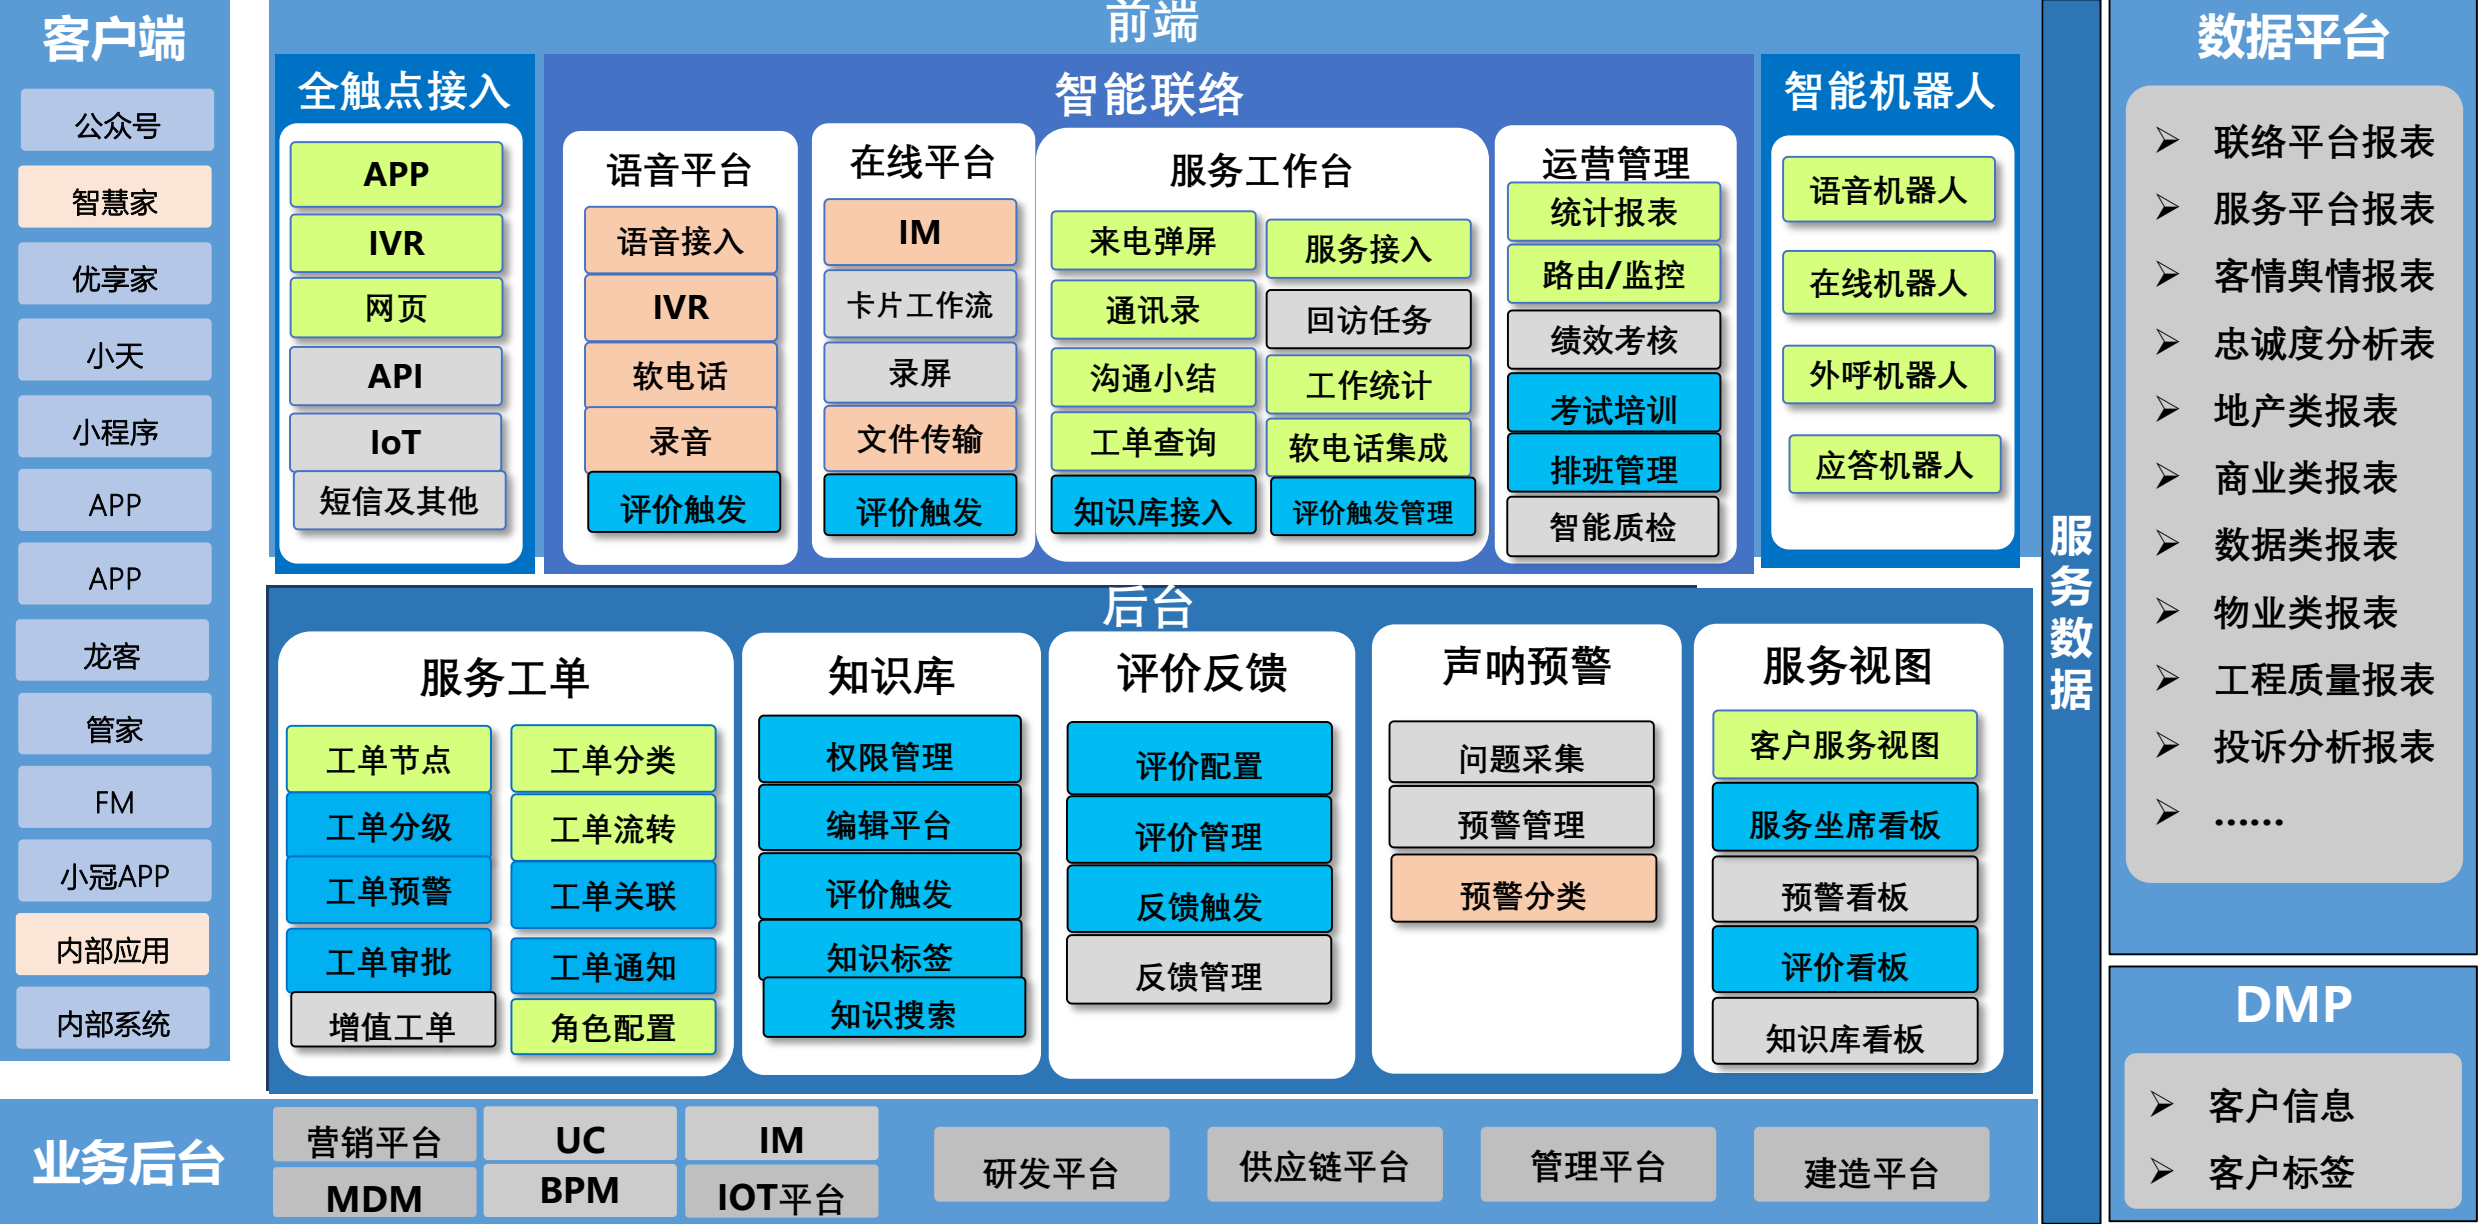 客户端
公众号
智慧家
优享家
小天
小程序
APP
APP
龙客
管家
FM
小冠APP
内部应用
内部系统
前端
全触点接入
APP
IVR
网页
API
IoT
短信及其他
智能联络
语音平台
语音接入
IVR
软电话
录音
评价触发
在线平台
IM
卡片工作流
录屏
文件传输
评价触发
服务工作台
来电弹屏
服务接入
通讯录
回访任务
沟通小结
工作统计
工单查询
软电话集成
知识库接入
评价触发管理
运营管理
统计报表
路由/监控
绩效考核
考试培训
排班管理
智能质检
智能机器人
语音机器人
在线机器人
外呼机器人
应答机器人
后台
服务工单
工单节点
工单分类
工单分级
工单流转
工单预警
工单关联
工单审批
工单通知
增值工单
角色配置
知识库
权限管理
编辑平台
评价触发
知识标签
知识搜索
评价反馈
评价配置
评价管理
反馈触发
反馈管理
声呐预警
问题采集
预警管理
预警分类
服务视图
客户服务视图
服务坐席看板
预警看板
评价看板
知识库看板
业务后台
营销平台
UC
IM
MDM
BPM
IOT平台
研发平台
供应链平台
管理平台
建造平台
服务数据
数据平台
➢ 联络平台报表
➢ 服务平台报表
➢ 客情舆情报表
➢ 忠诚度分析表
➢ 地产类报表
➢ 商业类报表
➢ 数据类报表
➢ 物业类报表
➢ 工程质量报表
➢ 投诉分析报表
➢ ……
DMP
➢ 客户信息
➢ 客户标签